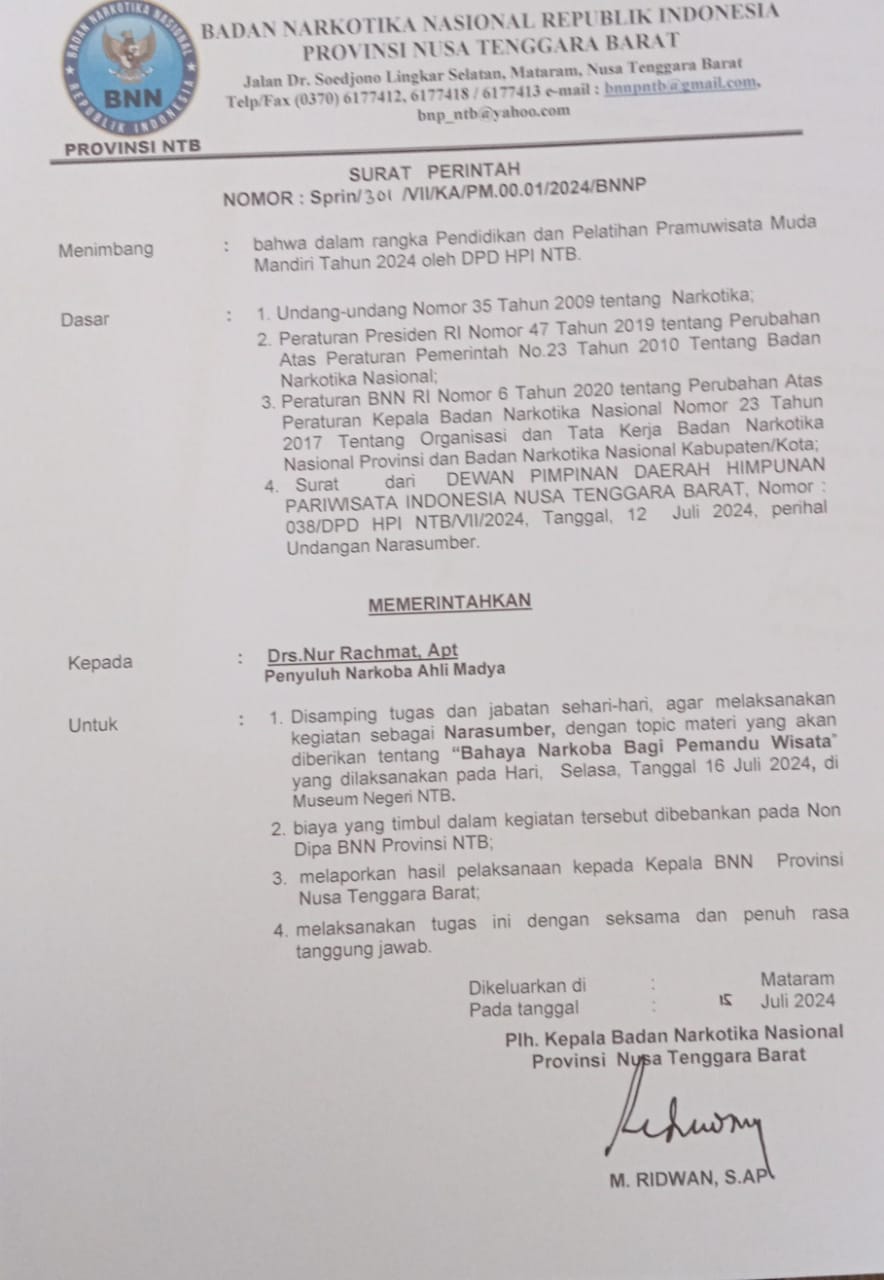 BADAN NARKOTIKA NASIONAL
REPUBLIK INDONESIA
BNN
PROVINSI NTB
BADAN NARKOTIKA NASIONAL REPUBLIK INDONESIA
PROVINSI NUSA TENGGARA BARAT
Jalan Dr. Soedjono Lingkar Selatan, Mataram, Nusa Tenggara Barat
Telp/Fax (0370) 6177412, 6177418 / 6177413 e-mail : bnnpntb@gmail.com,
bnp_ntb@yahoo.com
SURAT PERINTAH
NOMOR : Sprin/301 /VII/KA/PM.00.01/2024/BNNP
Menimbang : bahwa dalam rangka Pendidikan dan Pelatihan Pramuwisata Muda
Mandiri Tahun 2024 oleh DPD HPI NTB.
Dasar : 1. Undang-undang Nomor 35 Tahun 2009 tentang Narkotika;
2. Peraturan Presiden RI Nomor 47 Tahun 2019 tentang Perubahan
Atas Peraturan Pemerintah No.23 Tahun 2010 Tentang Badan
Narkotika Nasional;
3. Peraturan BNN RI Nomor 6 Tahun 2020 tentang Perubahan Atas
Peraturan Kepala Badan Narkotika Nasional Nomor 23 Tahun
2017 Tentang Organisasi dan Tata Kerja Badan Narkotika
Nasional Provinsi dan Badan Narkotika Nasional Kabupaten/Kota;
4. Surat dari DEWAN PIMPINAN DAERAH HIMPUNAN
PARIWISATA INDONESIA NUSA TENGGARA BARAT, Nomor :
038/DPD HPI NTB/VII/2024, Tanggal, 12 Juli 2024, perihal
Undangan Narasumber.
MEMERINTAHKAN
Kepada : Drs.Nur Rachmat, Apt
Penyuluh Narkoba Ahli Madya
Untuk : 1. Disamping tugas dan jabatan sehari-hari, agar melaksanakan
kegiatan sebagai Narasumber, dengan topic materi yang akan
diberikan tentang “Bahaya Narkoba Bagi Pemandu Wisata”
yang dilaksanakan pada Hari, Selasa, Tanggal 16 Juli 2024, di
Museum Negeri NTB.
2. biaya yang timbul dalam kegiatan tersebut dibebankan pada Non
Dipa BNN Provinsi NTB;
3. melaporkan hasil pelaksanaan kepada Kepala BNN Provinsi
Nusa Tenggara Barat;
4. melaksanakan tugas ini dengan seksama dan penuh rasa
tanggung jawab.
Dikeluarkan di : Mataram
Pada tanggal : 15 Juli 2024
Plh. Kepala Badan Narkotika Nasional
Provinsi Nusa Tenggara Barat
M. RIDWAN, S.AP